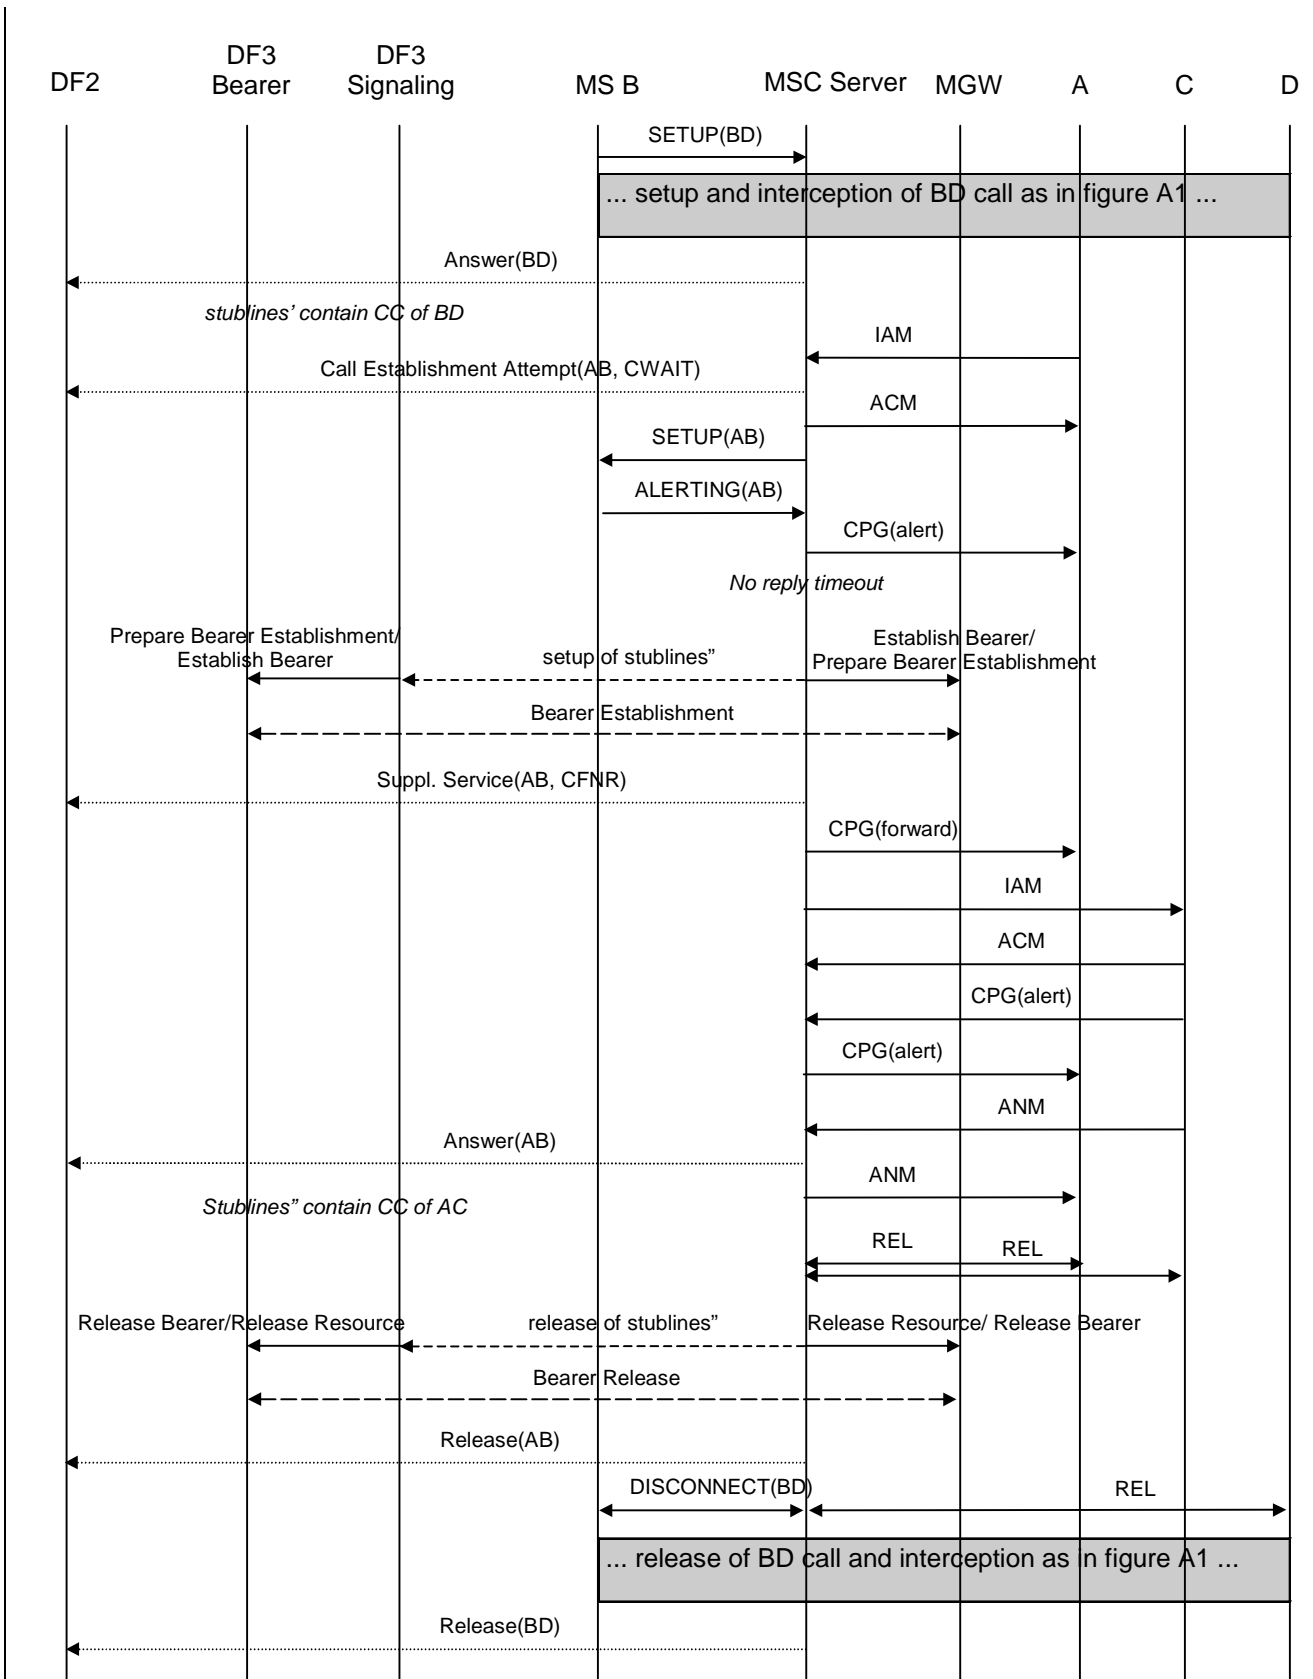 DF3 DF3
DF2 Bearer Signaling MS B MSC Server MGW A C D
SETUP(BD)
... setup and interception of BD call as in figure A1 ...
Answer(BD)
stublines’ contain CC of BD
IAM
Call Establishment Attempt(AB, CWAIT)
ACM
SETUP(AB)
ALERTING(AB)
CPG(alert)
No reply timeout
Prepare Bearer Establishment/
Establish Bearer
setup of stublines”
Establish Bearer/
Prepare Bearer Establishment
Bearer Establishment
Suppl. Service(AB, CFNR)
CPG(forward)
IAM
ACM
CPG(alert)
CPG(alert)
ANM
Answer(AB)
ANM
Stublines” contain CC of AC
REL REL
Release Bearer/Release Resource release of stublines” Release Resource/ Release Bearer
Bearer Release
Release(AB)
DISCONNECT(BD) REL
... release of BD call and interception as in figure A1 ...
Release(BD)